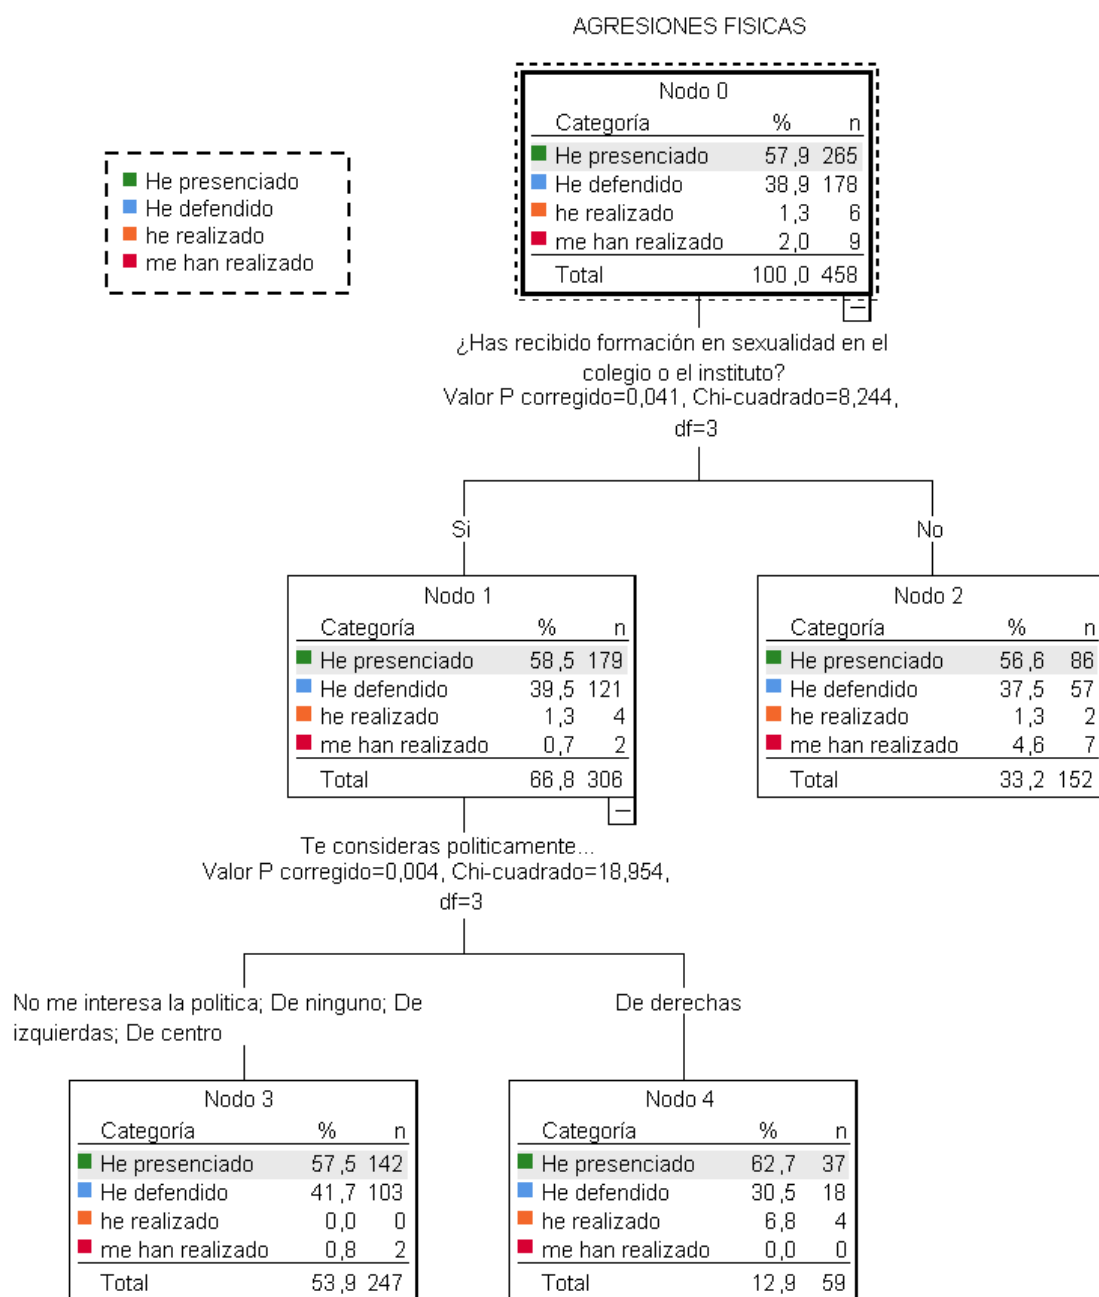 AGRESIONES FISICAS
Nodo 0
Categoría % n
He presenciado 57,9 265
He defendido 38,9 178
he realizado 1,3 6
me han realizado 2,0 9
Total 100,0 458
He presenciado
He defendido
he realizado
me han realizado
¿Has recibido formación en sexualidad en el
colegio o el instituto?
Valor P corregido=0,041, Chi-cuadrado=8,244,
df=3
Si
No
Nodo 1
Categoría % n
He presenciado 58,5 179
He defendido 39,5 121
he realizado 1,3 4
me han realizado 0,7 2
Total 66,8 306
Nodo 2
Categoría % n
He presenciado 56,6 86
He defendido 37,5 57
he realizado 1,3 2
me han realizado 4,6 7
Total 33,2 152
Te consideras politicamente...
Valor P corregido=0,004, Chi-cuadrado=18,954,
df=3
No me interesa la politica; De ninguno; De
izquierdas; De centro
De derechas
Nodo 3
Categoría % n
He presenciado 57,5 142
He defendido 41,7 103
he realizado 0,0 0
me han realizado 0,8 2
Total 53,9 247
Nodo 4
Categoría % n
He presenciado 62,7 37
He defendido 30,5 18
he realizado 6,8 4
me han realizado 0,0 0
Total 12,9 59